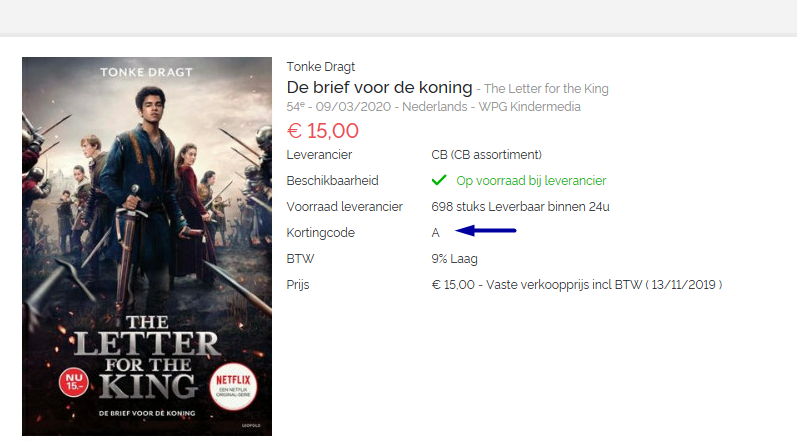 TONKE DRAGT
THE
LETTER
FOR THE
KING
NU
15.-
NETFLIX
EEN NETFLIX
ORIGINAL-SERIE
DE BRIEF VOOR DE KONING
LEOPOLD
Tonke Dragt
De brief voor de koning - The Letter for the King
54e - 09/03/2020 - Nederlands - WPG Kindermedia
€ 15,00
Leverancier CB (CB assortiment)
Beschikbaarheid Op voorraad bij leverancier
Voorraad leverancier 698 stuks Leverbaar binnen 24u
Kortingcode A
BTW 9% Laag
Prijs € 15,00 - Vaste verkoopprijs incl BTW ( 13/11/2019 )